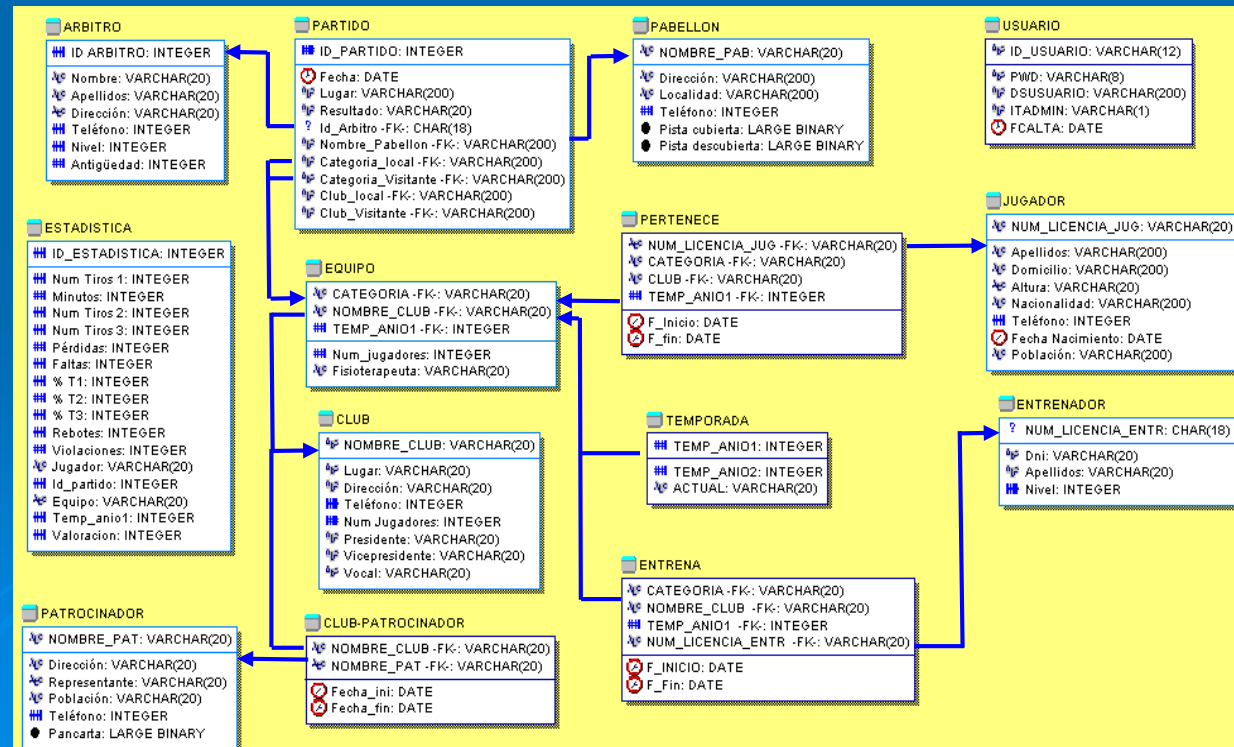 ARBITRO
ID ARBITRO: INTEGER
Nombre: VARCHAR(20)
Apellidos: VARCHAR(20)
Dirección: VARCHAR(20)
Teléfono: INTEGER
Nivel: INTEGER
Antigüedad: INTEGER
PARTIDO
ID_PARTIDO: INTEGER
Fecha: DATE
Lugar: VARCHAR(200)
Resultado: VARCHAR(20)
Id_Arbitro -FK-: CHAR(18)
Nombre_Pabellon -FK-: VARCHAR(200)
Categoria_local -FK-: VARCHAR(200)
Categoria_Visitante -FK-: VARCHAR(200)
Club_local -FK-: VARCHAR(200)
Club_Visitante -FK-: VARCHAR(200)
PABELLON
NOMBRE_PAB: VARCHAR(20)
Dirección: VARCHAR(200)
Localidad: VARCHAR(200)
Teléfono: INTEGER
Pista cubierta: LARGE BINARY
Pista descubierta: LARGE BINARY
USUARIO
ID_USUARIO: VARCHAR(12)
PWD: VARCHAR(8)
DSUSUARIO: VARCHAR(200)
ITADMIN: VARCHAR(1)
FCALTA: DATE
ESTADISTICA
ID_ESTADISTICA: INTEGER
Num Tiros 1: INTEGER
Minutos: INTEGER
Num Tiros 2: INTEGER
Num Tiros 3: INTEGER
Pérdidas: INTEGER
Faltas: INTEGER
% T1: INTEGER
% T2: INTEGER
% T3: INTEGER
Rebotes: INTEGER
Violaciones: INTEGER
Jugador: VARCHAR(20)
Id_partido: INTEGER
Equipo: VARCHAR(20)
Temp_anio1: INTEGER
Valoracion: INTEGER
EQUIPO
CATEGORIA -FK-: VARCHAR(20)
NOMBRE_CLUB -FK-: VARCHAR(20)
TEMP_ANIO1 -FK-: INTEGER
Num_jugadores: INTEGER
Fisioterapeuta: VARCHAR(20)
PERTENECE
NUM_LICENCIA_JUG -FK-: VARCHAR(20)
CATEGORIA -FK-: VARCHAR(20)
CLUB -FK-: VARCHAR(20)
TEMP_ANIO1 -FK-: INTEGER
F_Inicio: DATE
F_fin: DATE
JUGADOR
NUM_LICENCIA_JUG: VARCHAR(20)
Apellidos: VARCHAR(200)
Domicilio: VARCHAR(200)
Altura: VARCHAR(20)
Nacionalidad: VARCHAR(200)
Teléfono: INTEGER
Fecha Nacimiento: DATE
Población: VARCHAR(200)
CLUB
NOMBRE_CLUB: VARCHAR(20)
Lugar: VARCHAR(20)
Dirección: VARCHAR(20)
Teléfono: INTEGER
Num Jugadores: INTEGER
Presidente: VARCHAR(20)
Vicepresidente: VARCHAR(20)
Vocal: VARCHAR(20)
TEMPORADA
TEMP_ANIO1: INTEGER
TEMP_ANIO2: INTEGER
ACTUAL: VARCHAR(20)
ENTRENADOR
NUM_LICENCIA_ENTR: CHAR(18)
Dni: VARCHAR(20)
Apellidos: VARCHAR(20)
Nivel: INTEGER
PATROCINADOR
NOMBRE_PAT: VARCHAR(20)
Dirección: VARCHAR(20)
Representante: VARCHAR(20)
Población: VARCHAR(20)
Teléfono: INTEGER
Pancarta: LARGE BINARY
CLUB-PATROCINADOR
NOMBRE_CLUB -FK-: VARCHAR(20)
NOMBRE_PAT -FK-: VARCHAR(20)
Fecha_ini: DATE
Fecha_fin: DATE
ENTRENA
CATEGORIA -FK-: VARCHAR(20)
NOMBRE_CLUB -FK-: VARCHAR(20)
TEMP_ANIO1 -FK-: INTEGER
NUM_LICENCIA_ENTR -FK-: VARCHAR(20)
F_INICIO: DATE
F_Fin: DATE